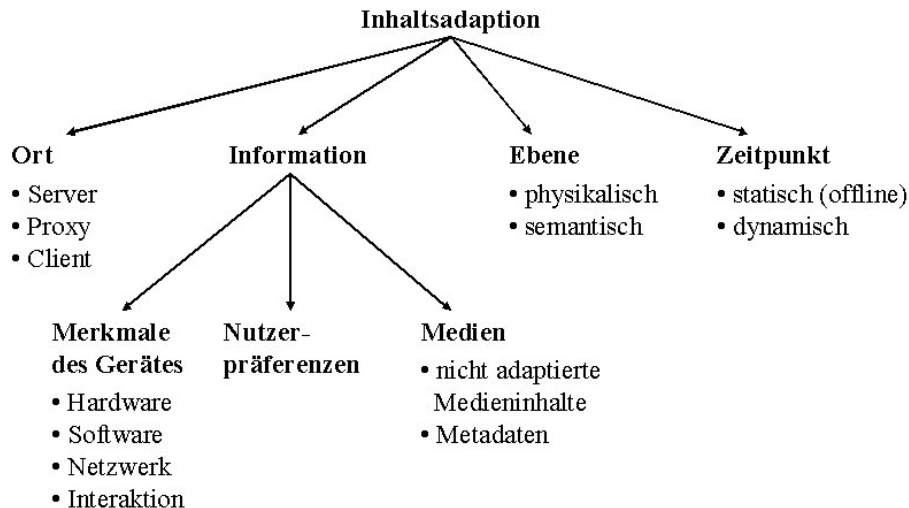 Inhaltsadaption
Ort
• Server
• Proxy
• Client
Information
Ebene
• physikalisch
• semantisch
Zeitpunkt
• statisch (offline)
• dynamisch
Merkmale
des Gerätes
• Hardware
• Software
• Netzwerk
• Interaktion
Nutzer-
präferenzen
Medien
• nicht adaptierte
Medieninhalte
• Metadaten